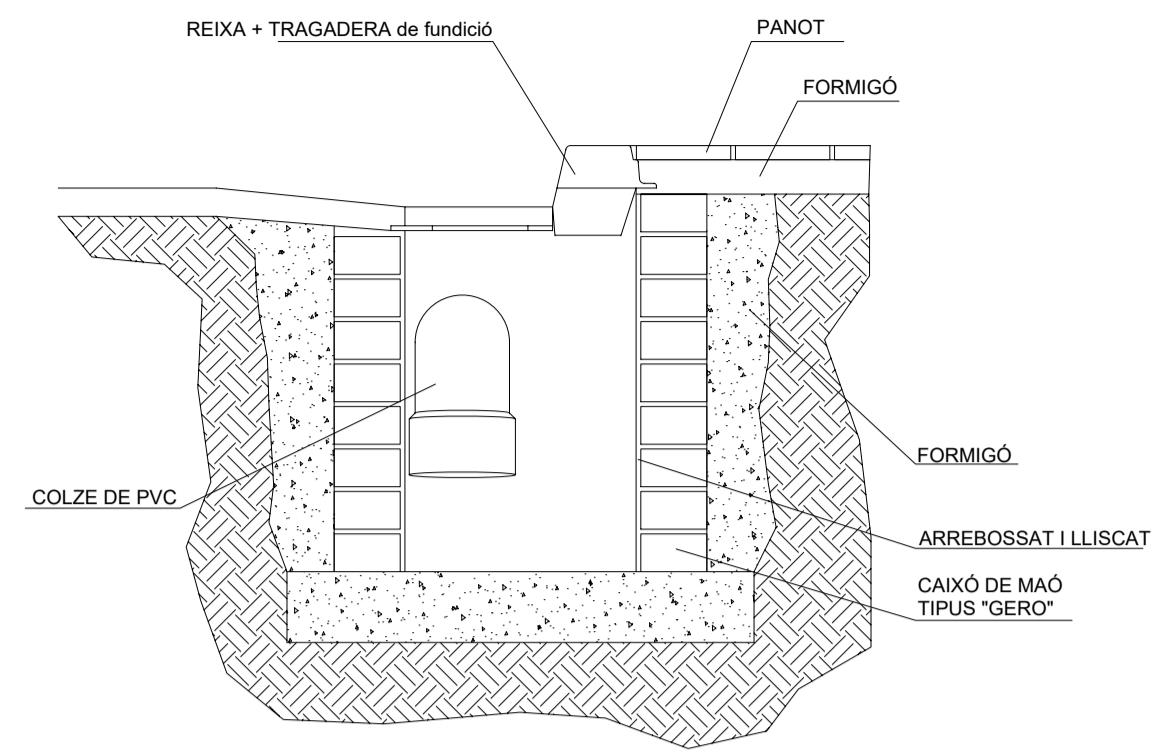 REIXA + TRAGADERA de fundició
PANOT
FORMIGÓ
FORMIGÓ
COLZE DE PVC
ARREBOSSAT I LLISCAT
CAIXÓ DE MAÓ
TIPUS "GERO"